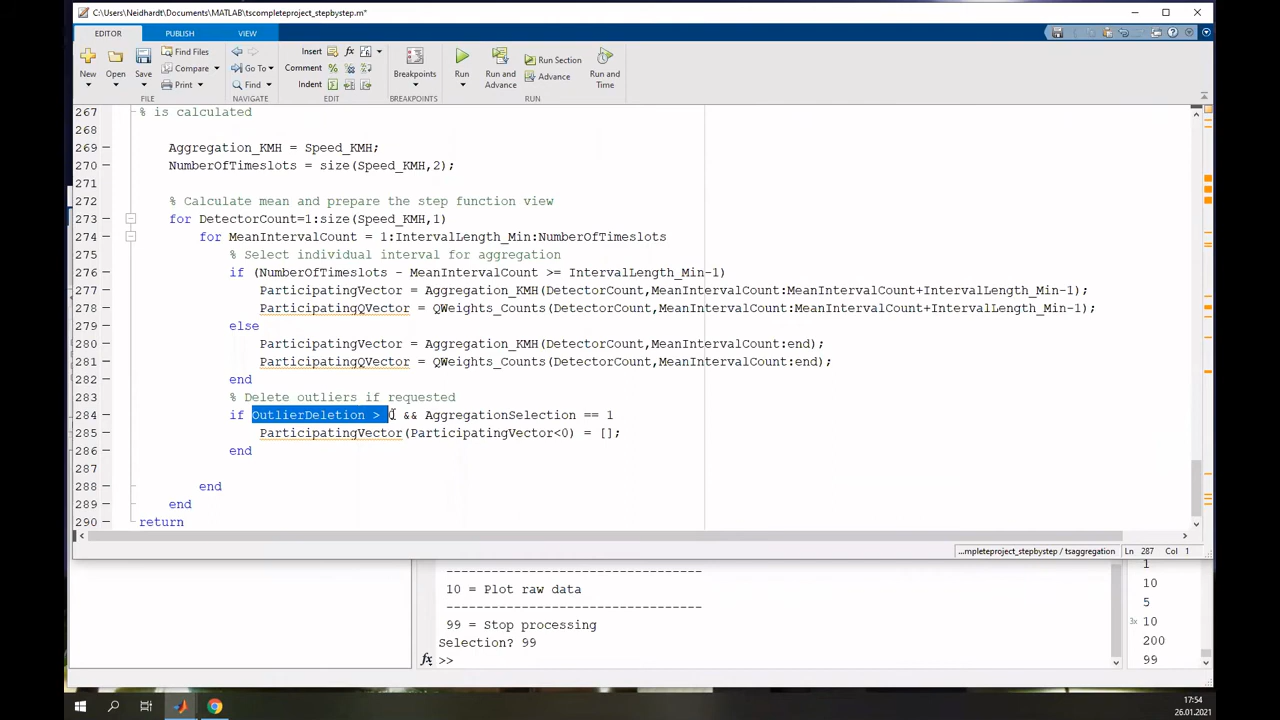 C:\Users\Neidhardt\Documents\MATLAB\tscompleteproject_stepbystep.m*
EDITOR PUBLISH VIEW
New Open Save Find Files Compare Print Go To Find Insert Comment Indent Breakpoints Run Run and Advance Run Section Advance Run and Time
FILE NAVIGATE EDIT BREAKPOINTS RUN
267 % is calculated
268
269 Aggregation_KMH = Speed_KMH;
270 NumberOfTimeslots = size(Speed_KMH,2);
271
272 % Calculate mean and prepare the step function view
273 for DetectorCount=1:size(Speed_KMH,1)
274 for MeanIntervalCount = 1:IntervalLength_Min:NumberOfTimeslots
275 % Select individual interval for aggregation
276 if (NumberOfTimeslots - MeanIntervalCount >= IntervalLength_Min-1)
277 ParticipatingVector = Aggregation_KMH(DetectorCount,MeanIntervalCount:MeanIntervalCount+IntervalLength_Min-1);
278 ParticipatingQVector = QWeights_Counts(DetectorCount,MeanIntervalCount:MeanIntervalCount+IntervalLength_Min-1);
279 else
280 ParticipatingVector = Aggregation_KMH(DetectorCount,MeanIntervalCount:end);
281 ParticipatingQVector = QWeights_Counts(DetectorCount,MeanIntervalCount:end);
282 end
283 % Delete outliers if requested
284 if OutlierDeletion > 0 && AggregationSelection == 1
285 ParticipatingVector(ParticipatingVector<0) = [];
286 end
287
288 end
289 end
290 return
...mpleteproject_stepbystep / tsaggregation Ln 287 Col 1
---------------------------------- 1
10 = Plot raw data 10
---------------------------------- 5
99 = Stop processing 3x 10
Selection? 99 200
fx >> 99
17:54
26.01.2021